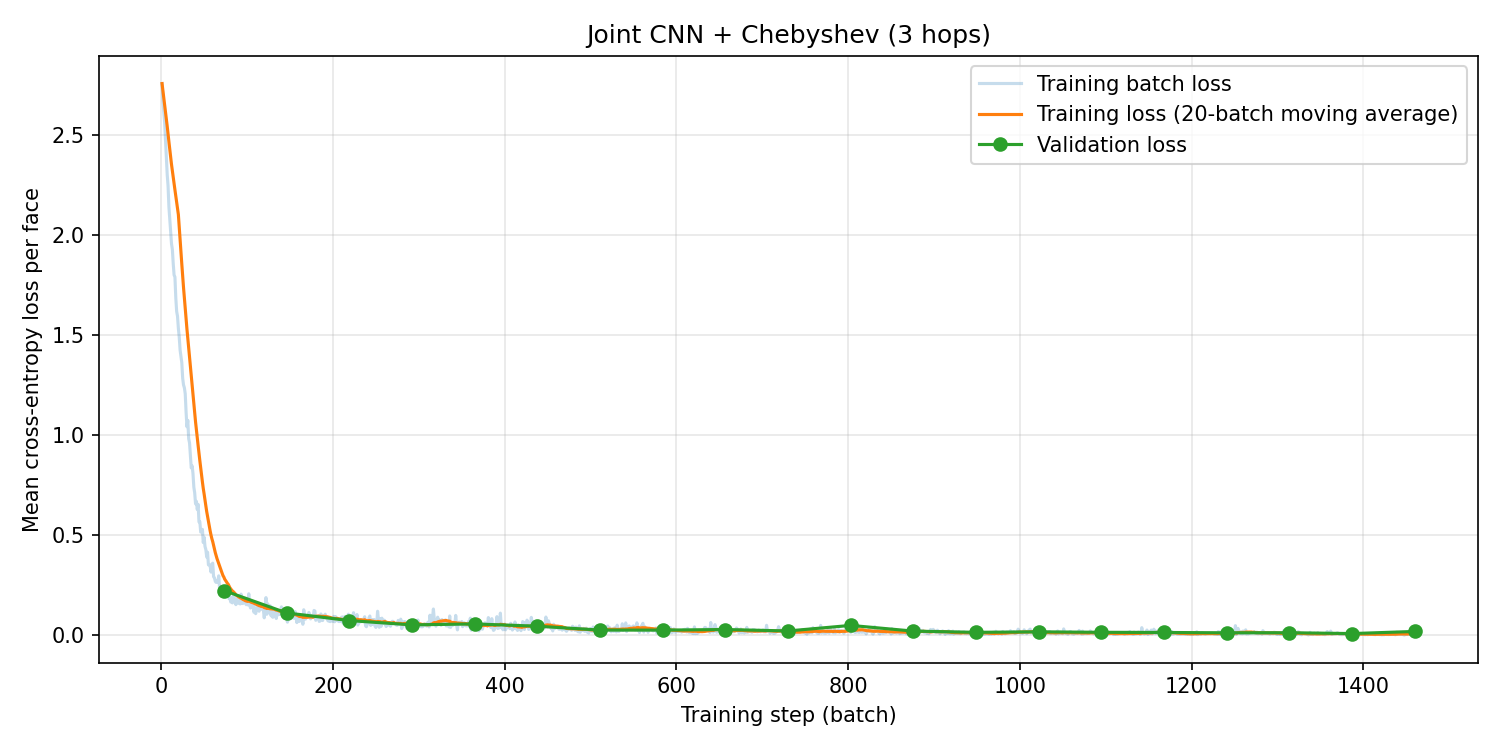 Joint CNN + Chebyshev (3 hops)
Training batch loss
Training loss (20-batch moving average)
Validation loss
Mean cross-entropy loss per face
2.5
2.0
1.5
1.0
0.5
0.0
0 200 400 600 800 1000 1200 1400
Training step (batch)